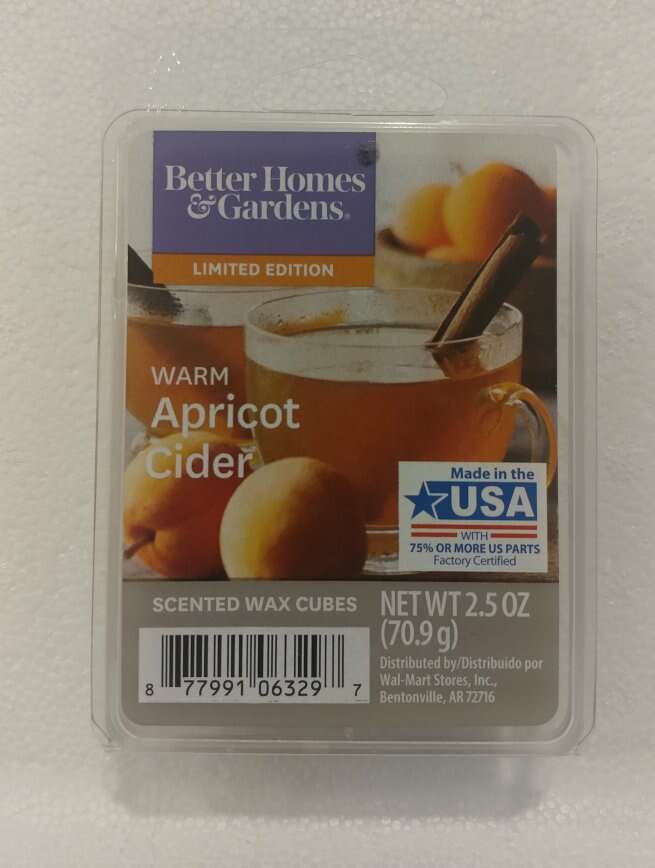 Better Homes
& Gardens®
LIMITED EDITION
WARM
Apricot
Cider
Made in the
USA
WITH
75% OR MORE US PARTS
Factory Certified
SCENTED WAX CUBES
NET WT 2.5 OZ
(70.9 g)
Distributed by/Distribuido por
Wal-Mart Stores, Inc.,
Bentonville, AR 72716
8 77991 06329 7